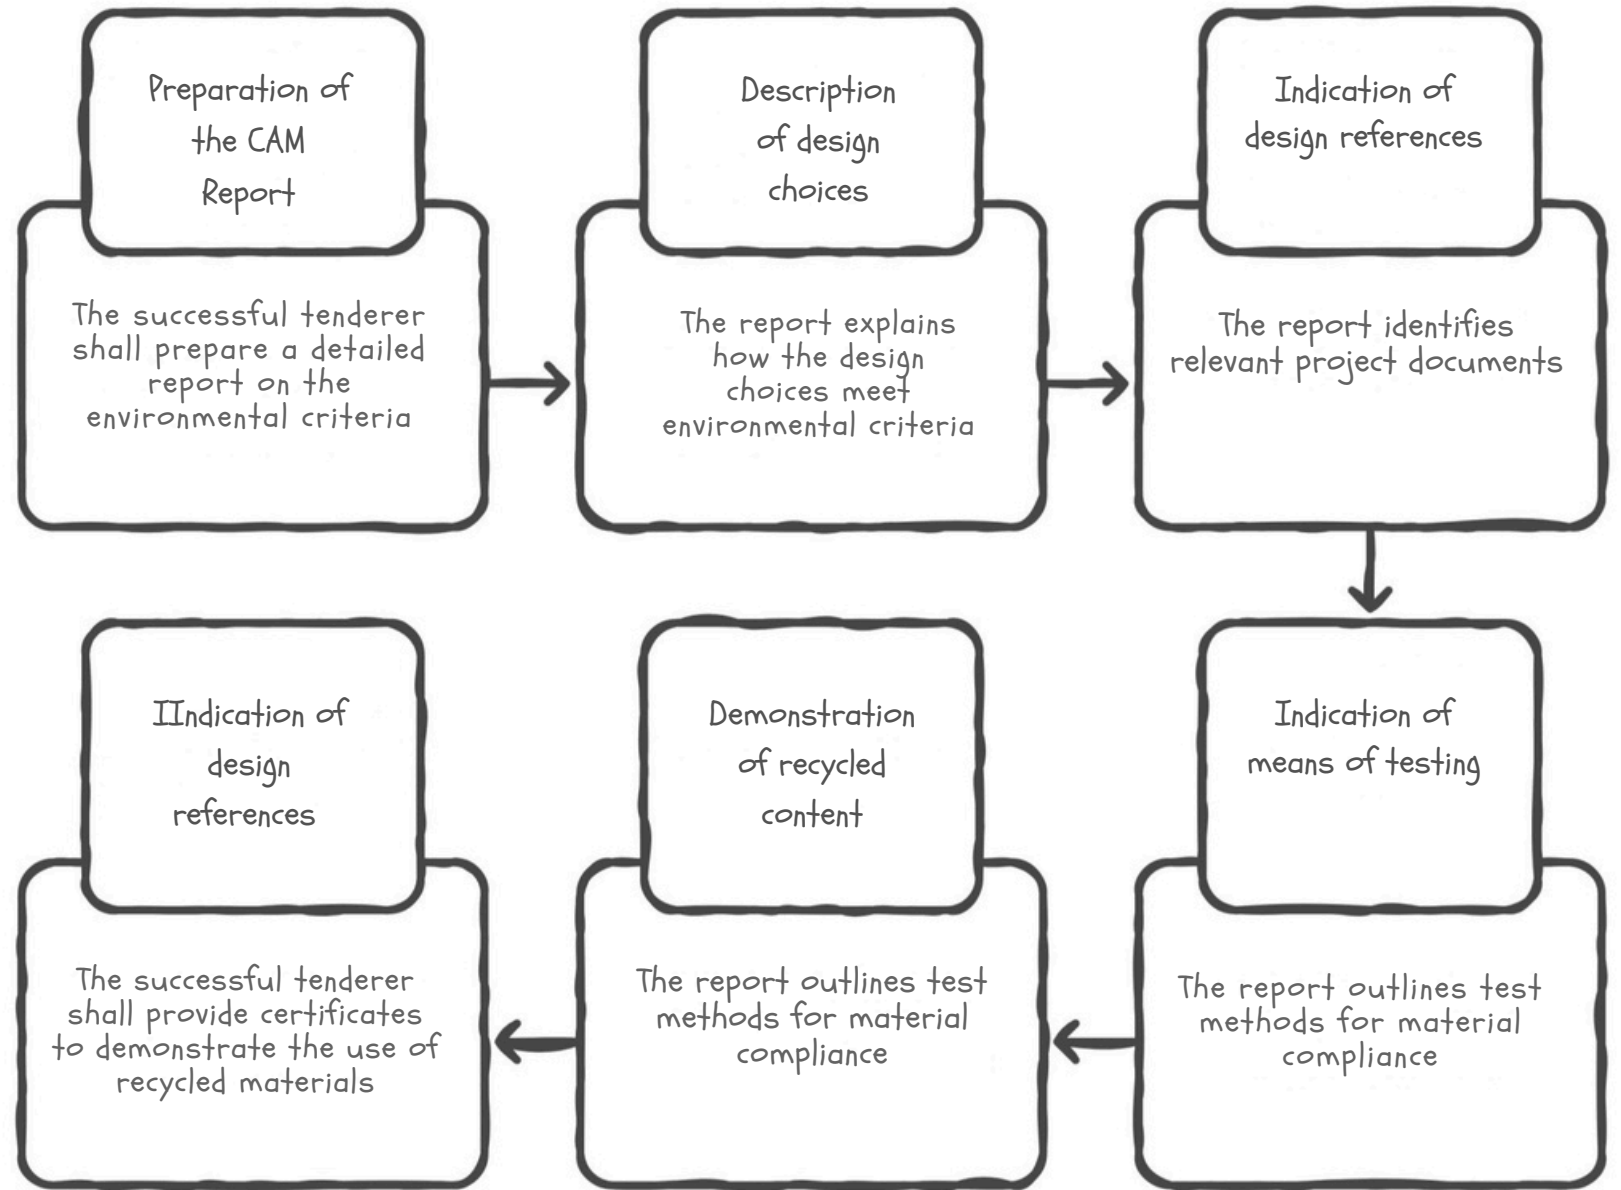 Preparation of
the CAM
Report
The successful tenderer
shall prepare a detailed
report on the
environmental criteria
Description
of design
choices
The report explains
how the design
choices meet
environmental criteria
Indication of
design references
The report identifies
relevant project documents
Indication of
means of testing
The report outlines test
methods for material
compliance
Demonstration
of recycled
content
The report outlines test
methods for material
compliance
IIndication of
design
references
The successful tenderer
shall provide certificates
to demonstrate the use of
recycled materials